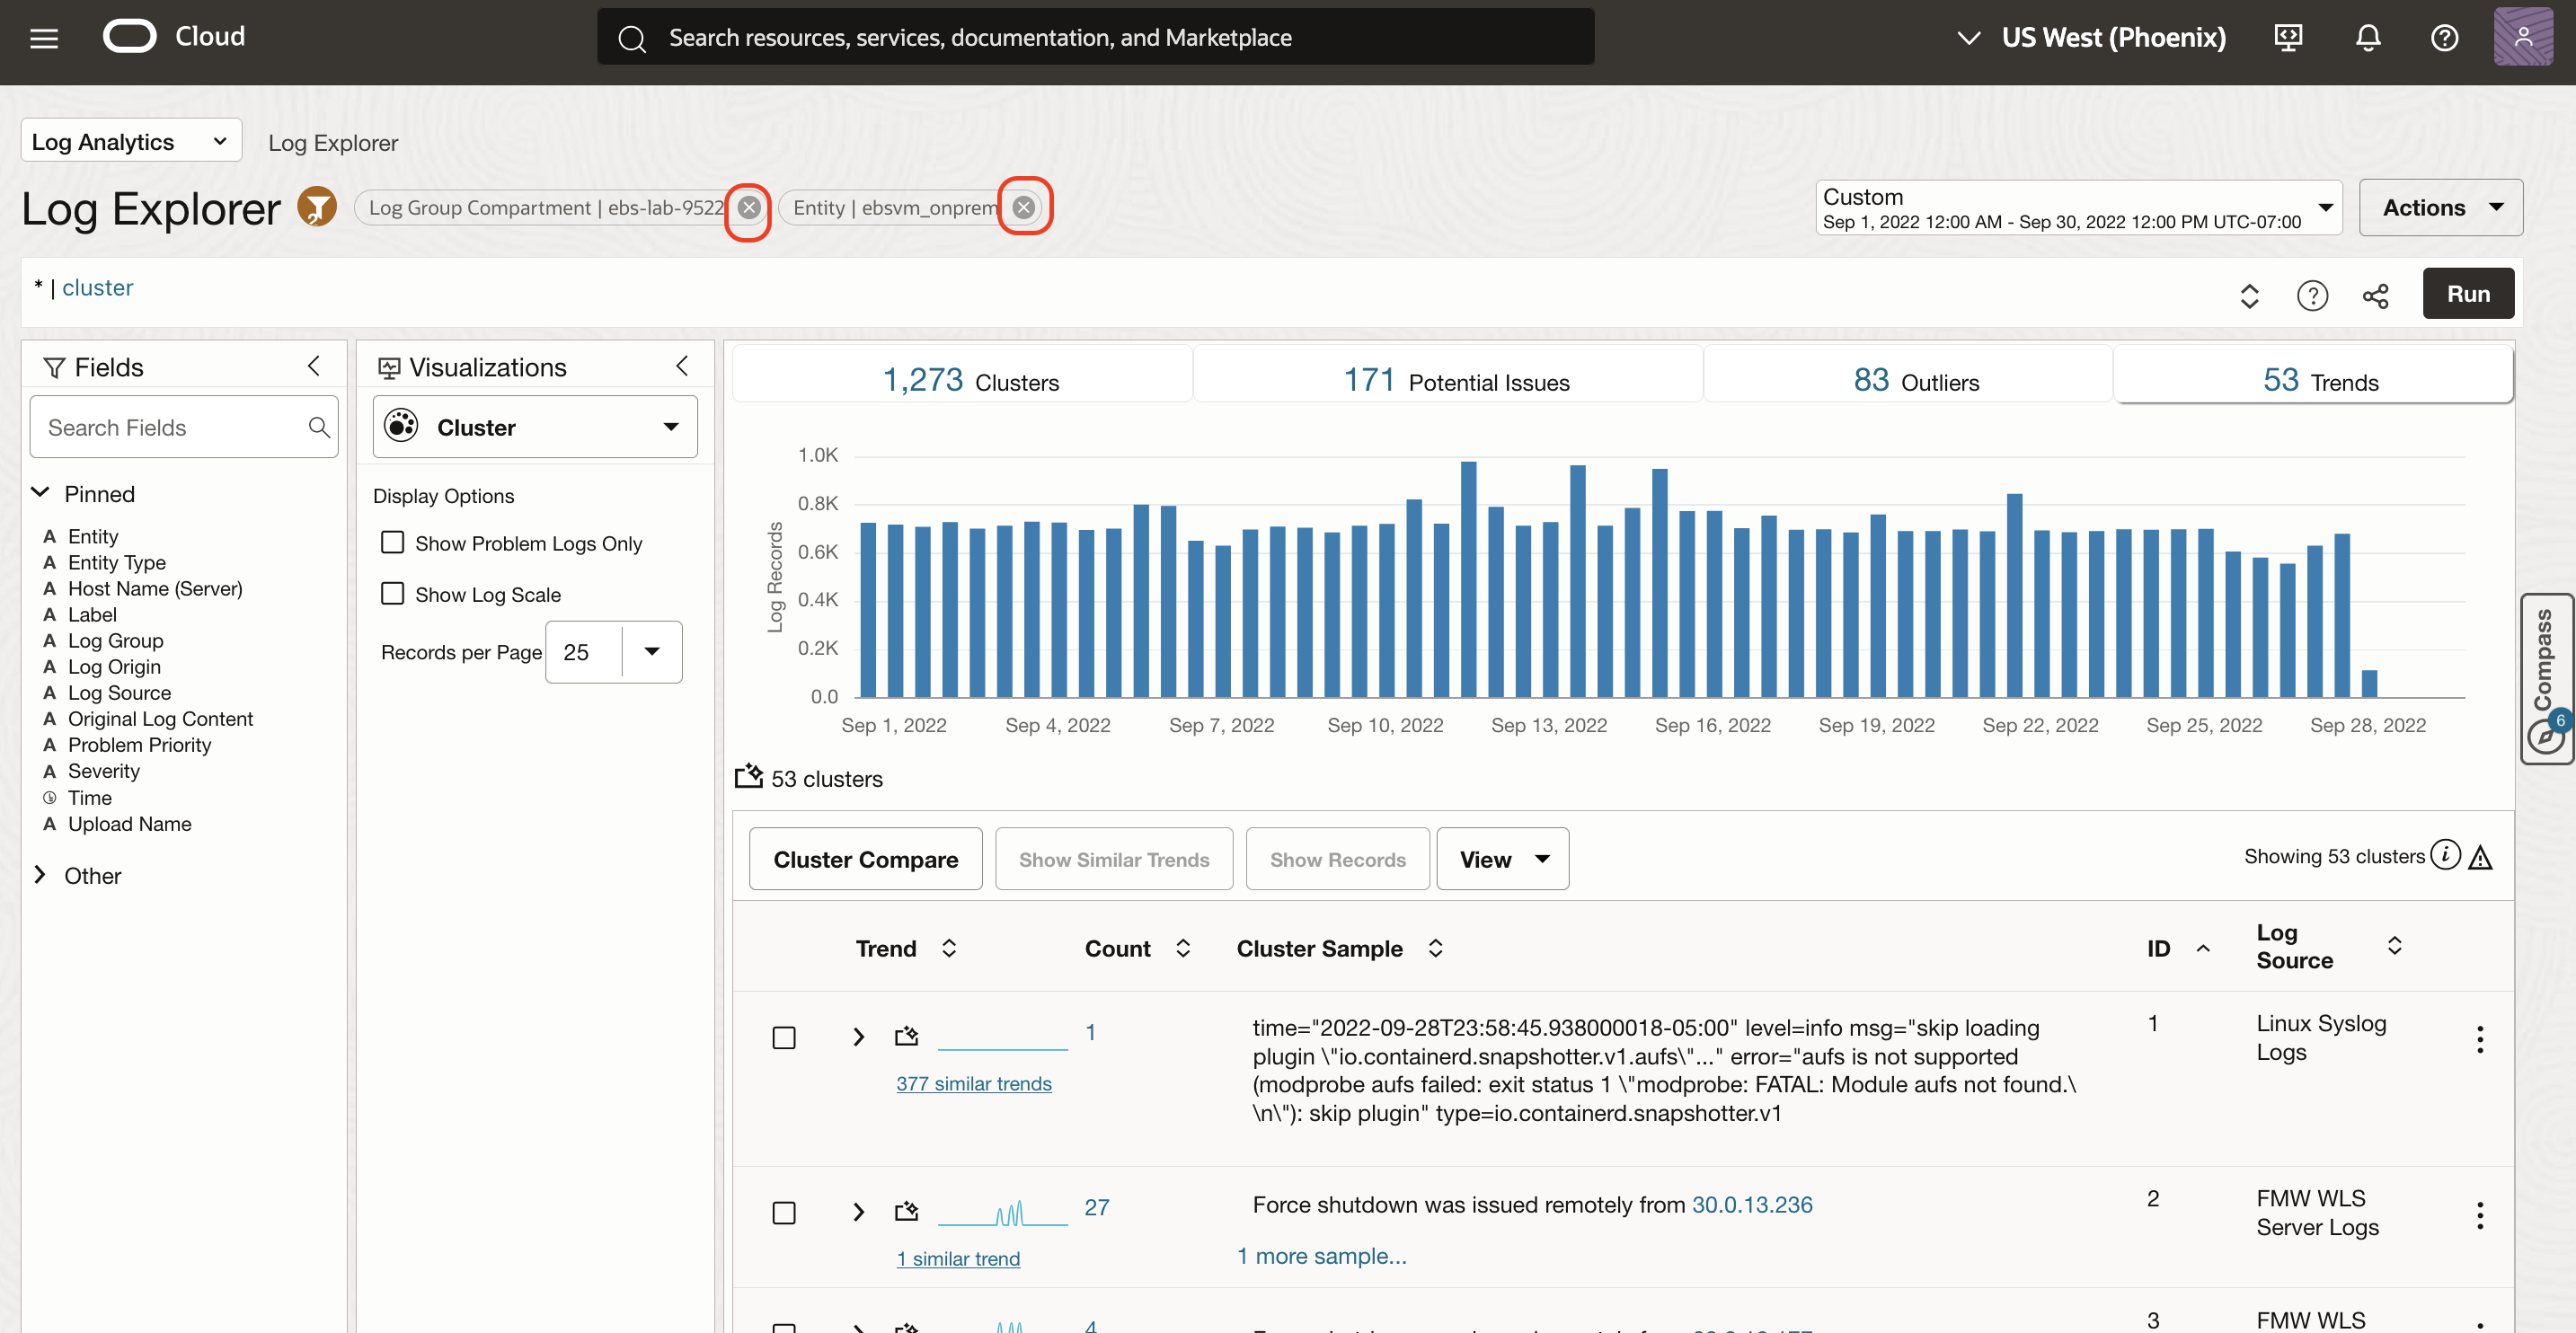 Cloud
Search resources, services, documentation, and Marketplace
US West (Phoenix)
Log Analytics
Log Explorer
Log Explorer
2
Log Group Compartment | ebs-lab-9522
Entity | ebsvm_onprem
Custom
Sep 1, 2022 12:00 AM - Sep 30, 2022 12:00 PM UTC-07:00
Actions
* | cluster
Run
Fields
Search Fields
Pinned
A Entity
A Entity Type
A Host Name (Server)
A Label
A Log Group
A Log Origin
A Log Source
A Original Log Content
A Problem Priority
A Severity
Time
A Upload Name
Other
Visualizations
Cluster
Display Options
Show Problem Logs Only
Show Log Scale
Records per Page 25
1,273 Clusters
171 Potential Issues
83 Outliers
53 Trends
Log Records
1.0K
0.8K
0.6K
0.4K
0.2K
0.0
Sep 1, 2022 Sep 4, 2022 Sep 7, 2022 Sep 10, 2022 Sep 13, 2022 Sep 16, 2022 Sep 19, 2022 Sep 22, 2022 Sep 25, 2022 Sep 28, 2022
Compass
6
53 clusters
Cluster Compare
Show Similar Trends
Show Records
View
Showing 53 clusters
Trend Count Cluster Sample ID Log
Source
1
377 similar trends
time="2022-09-28T23:58:45.938000018-05:00" level=info msg="skip loading
plugin \"io.containerd.snapshotter.v1.aufs\"..." error="aufs is not supported
(modprobe aufs failed: exit status 1 \"modprobe: FATAL: Module aufs not found.\
\n\"): skip plugin" type=io.containerd.snapshotter.v1
1
Linux Syslog
Logs
27
1 similar trend
Force shutdown was issued remotely from 30.0.13.236
1 more sample...
2
FMW WLS
Server Logs
4
3
FMW WLS